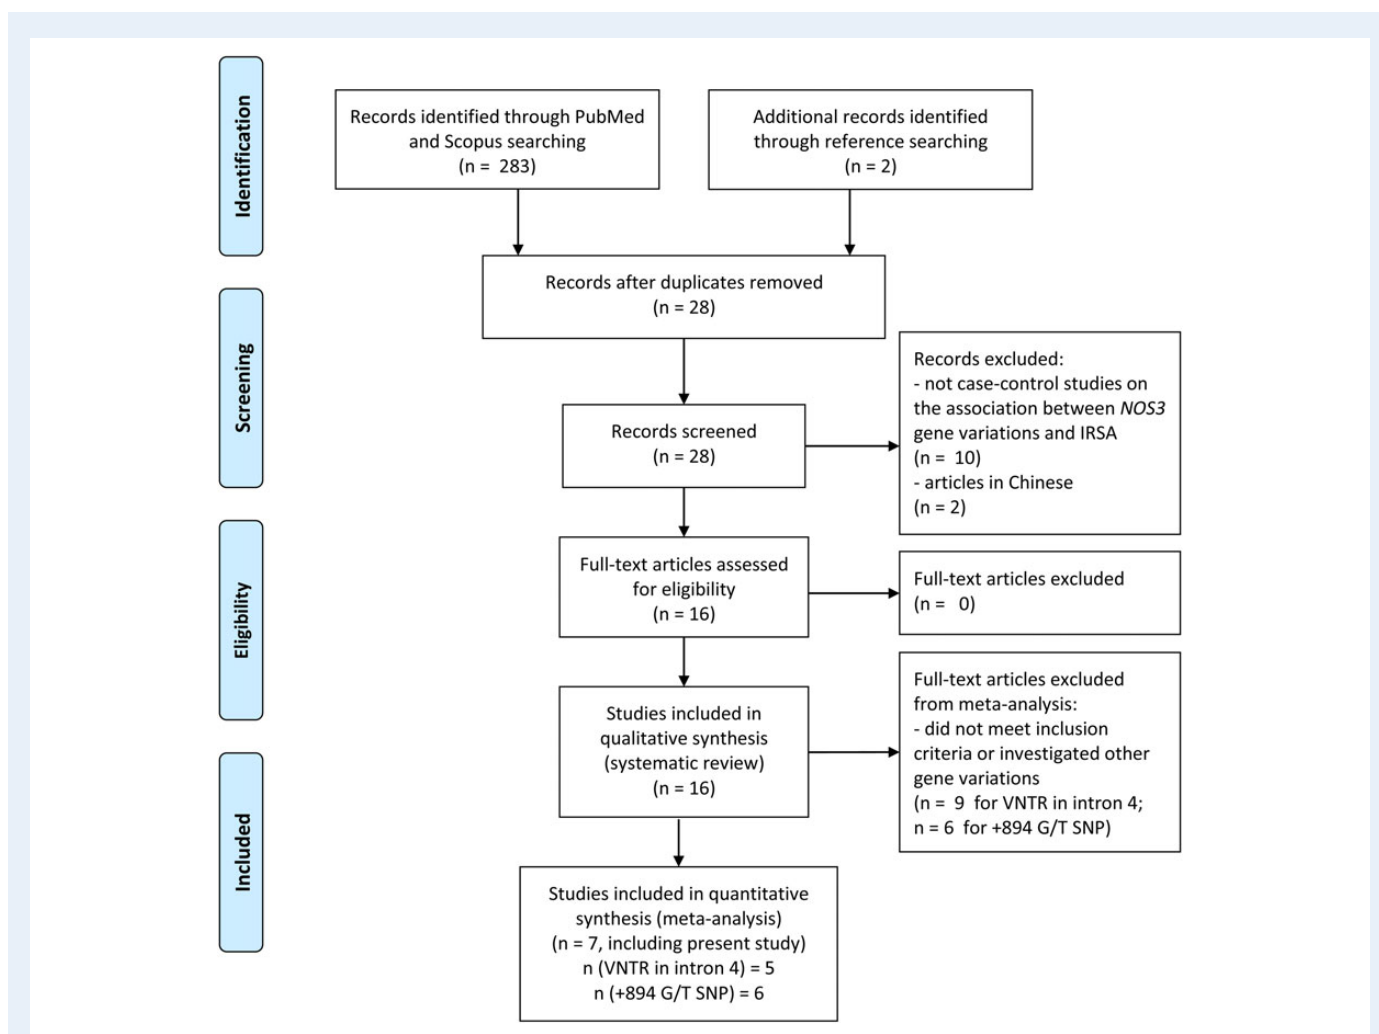 Identification
Records identified through PubMed
and Scopus searching
(n = 283)
Additional records identified
through reference searching
(n = 2)
Records after duplicates removed
(n = 28)
Screening
Records screened
(n = 28)
Records excluded:
- not case-control studies on
the association between NOS3
gene variations and IRSA
(n = 10)
- articles in Chinese
(n = 2)
Eligibility
Full-text articles assessed
for eligibility
(n = 16)
Full-text articles excluded
(n = 0)
Studies included in
qualitative synthesis
(systematic review)
(n = 16)
Full-text articles excluded
from meta-analysis:
- did not meet inclusion
criteria or investigated other
gene variations
(n = 9 for VNTR in intron 4;
n = 6 for +894 G/T SNP)
Included
Studies included in quantitative
synthesis (meta-analysis)
(n = 7, including present study)
n (VNTR in intron 4) = 5
n (+894 G/T SNP) = 6